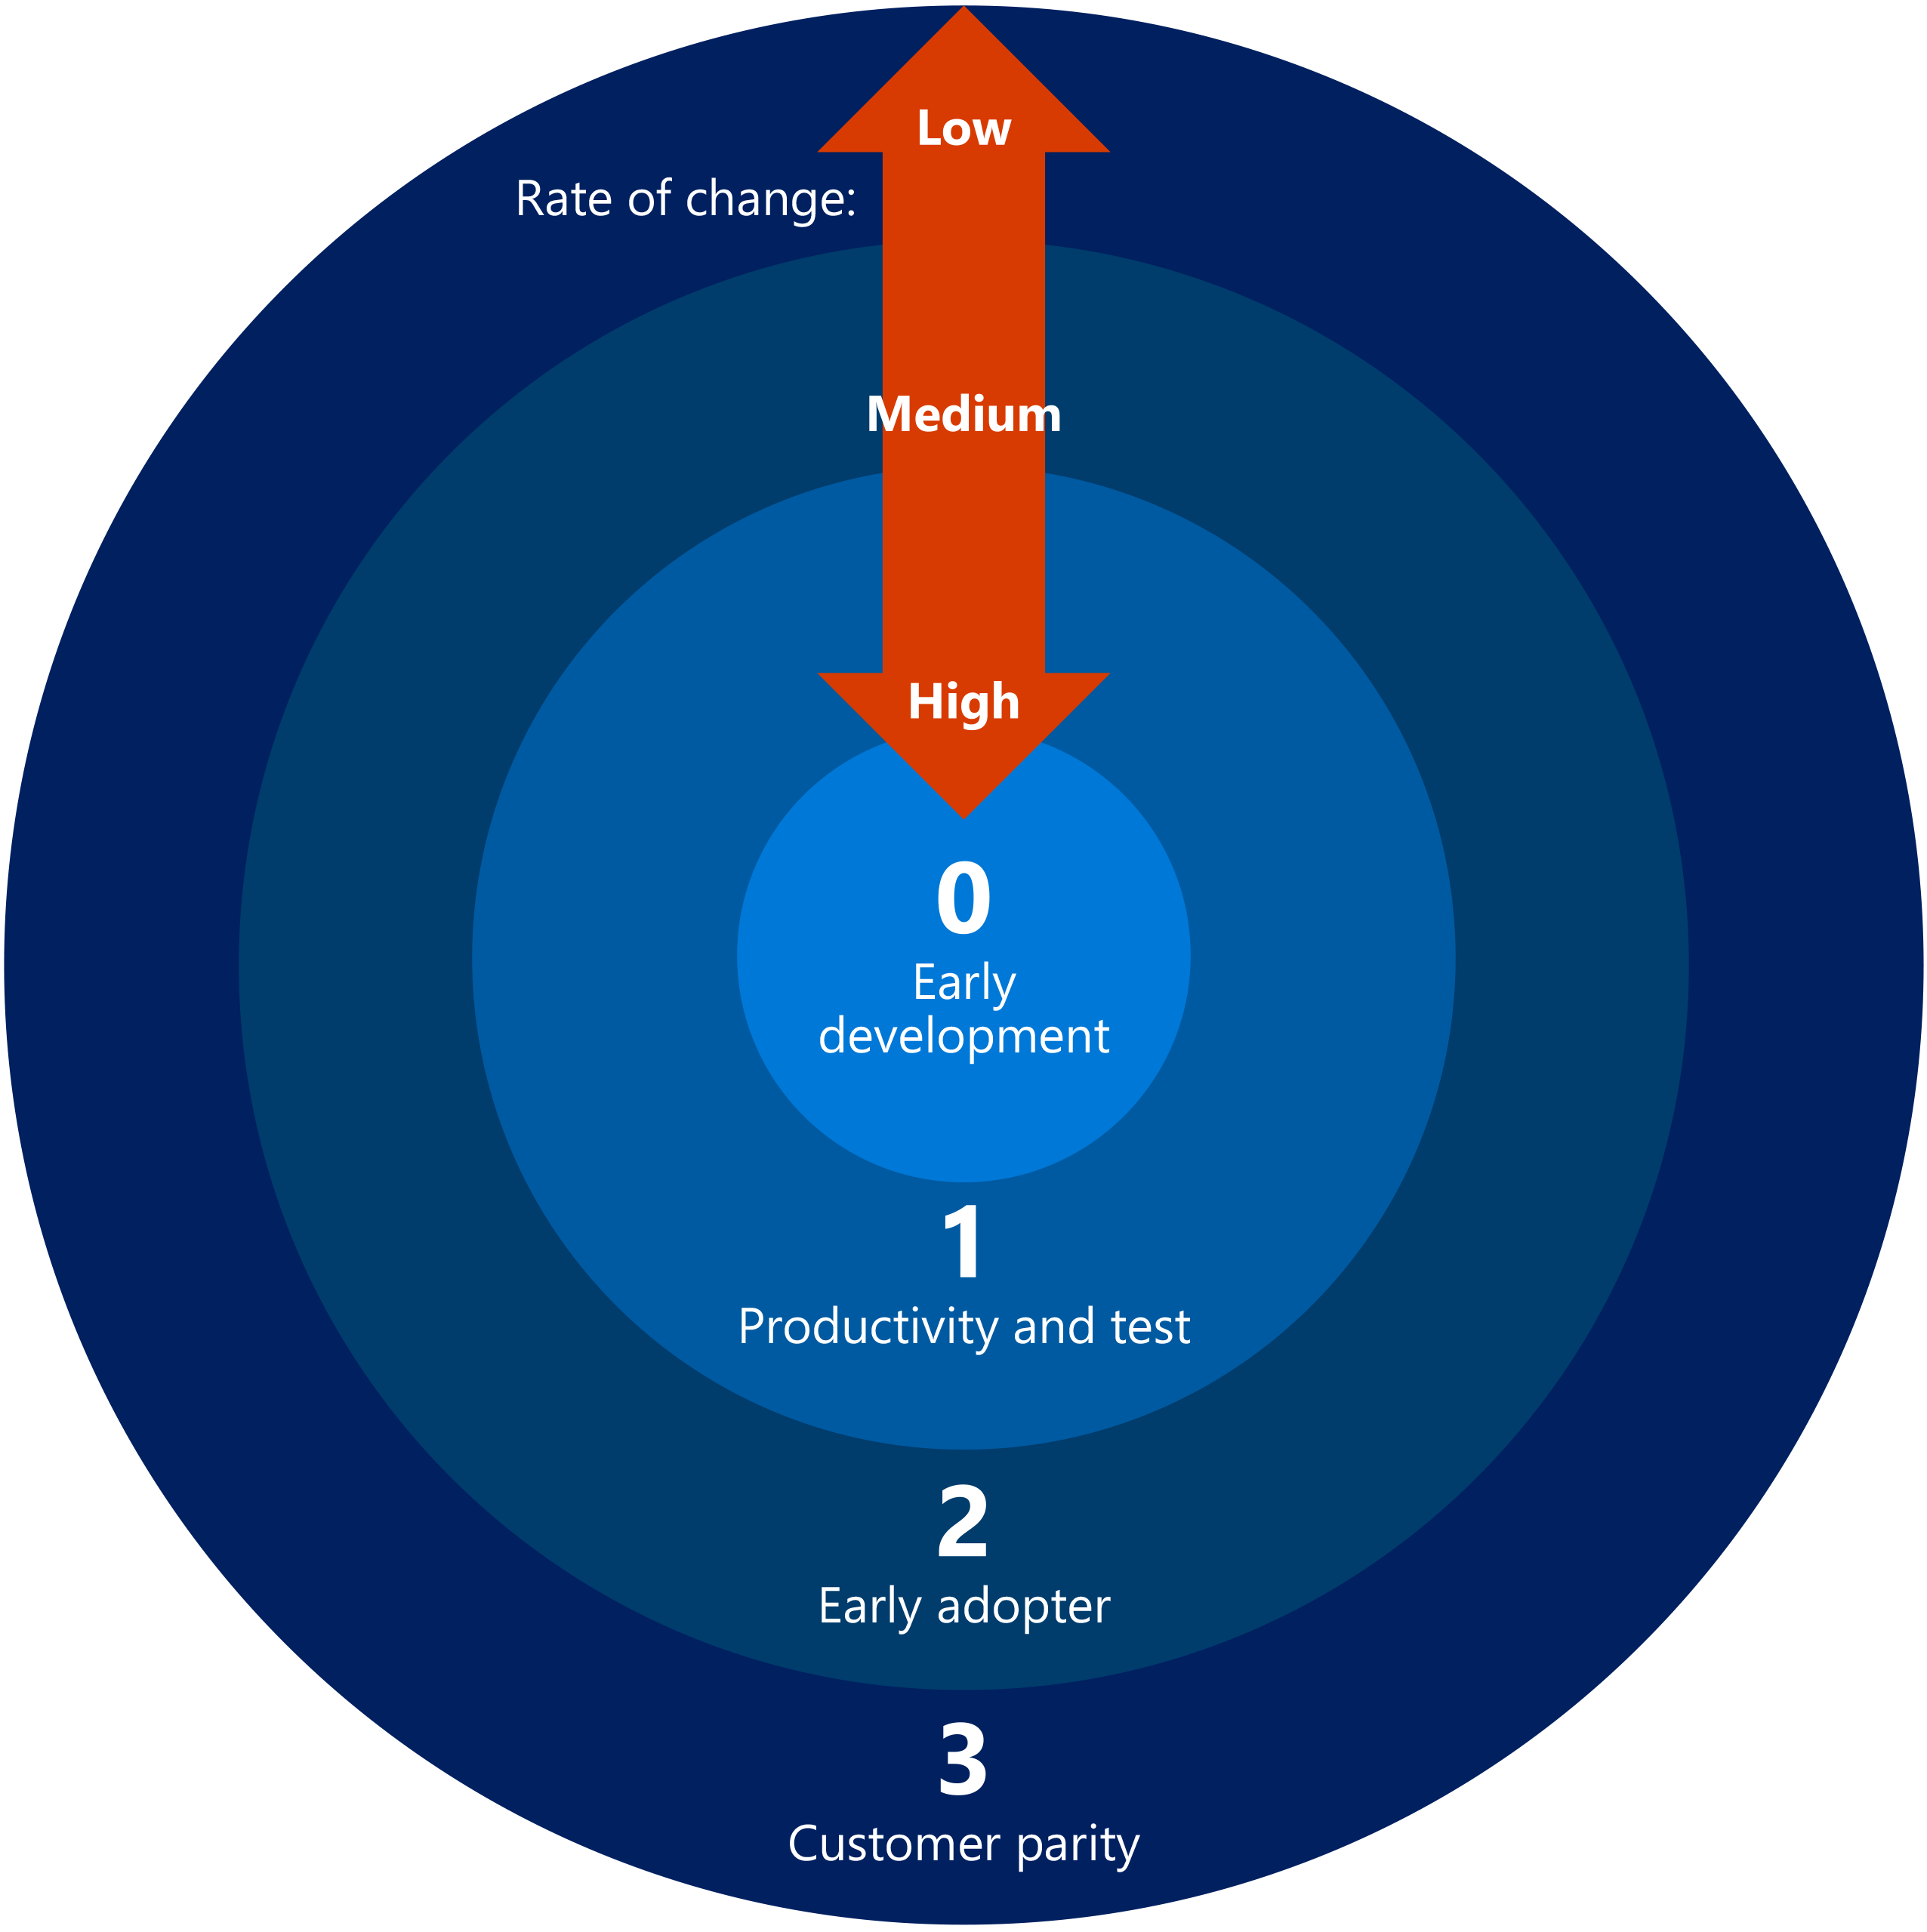 Low
Rate of change:
Medium
High
0
Early
development
1
Productivity and test
2
Early adopter
3
Customer parity